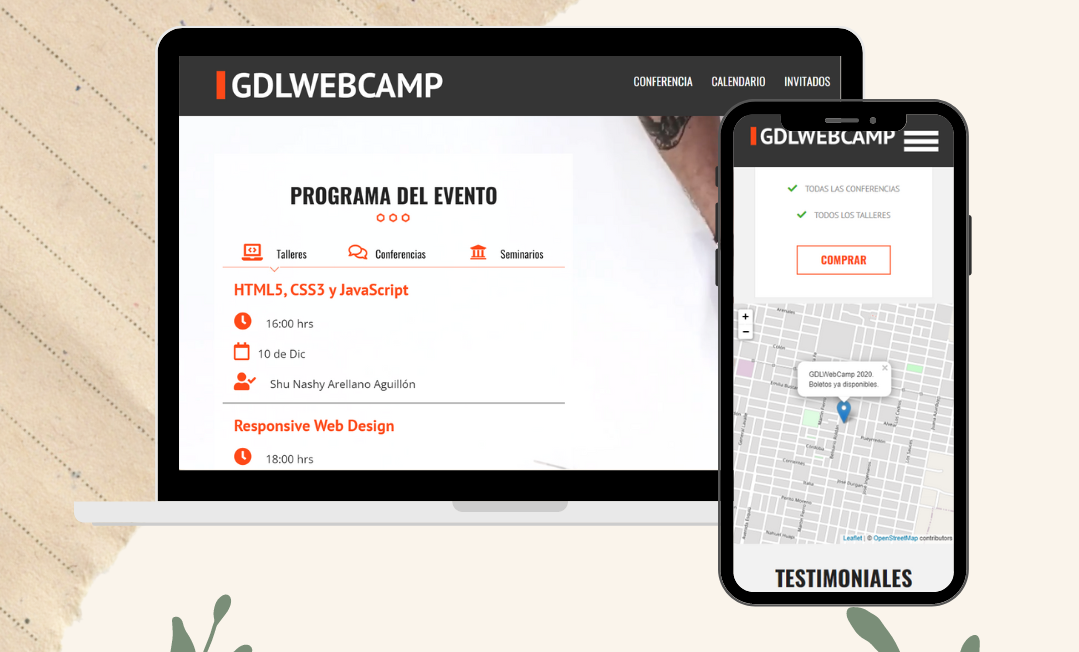 GDLWEBCAMP
CONFERENCIA CALENDARIO INVITADOS
PROGRAMA DEL EVENTO
Talleres Conferencias Seminarios
HTML5, CSS3 y JavaScript
16:00 hrs
10 de Dic
Shu Nashy Arellano Aguillón
Responsive Web Design
18:00 hrs
GDLWEBCAMP
TODAS LAS CONFERENCIAS
TODOS LOS TALLERES
COMPRAR
+
−
GDLWebCamp 2020.
Boletos ya disponibles.
×
Leaflet | © OpenStreetMap contributors
TESTIMONIALES